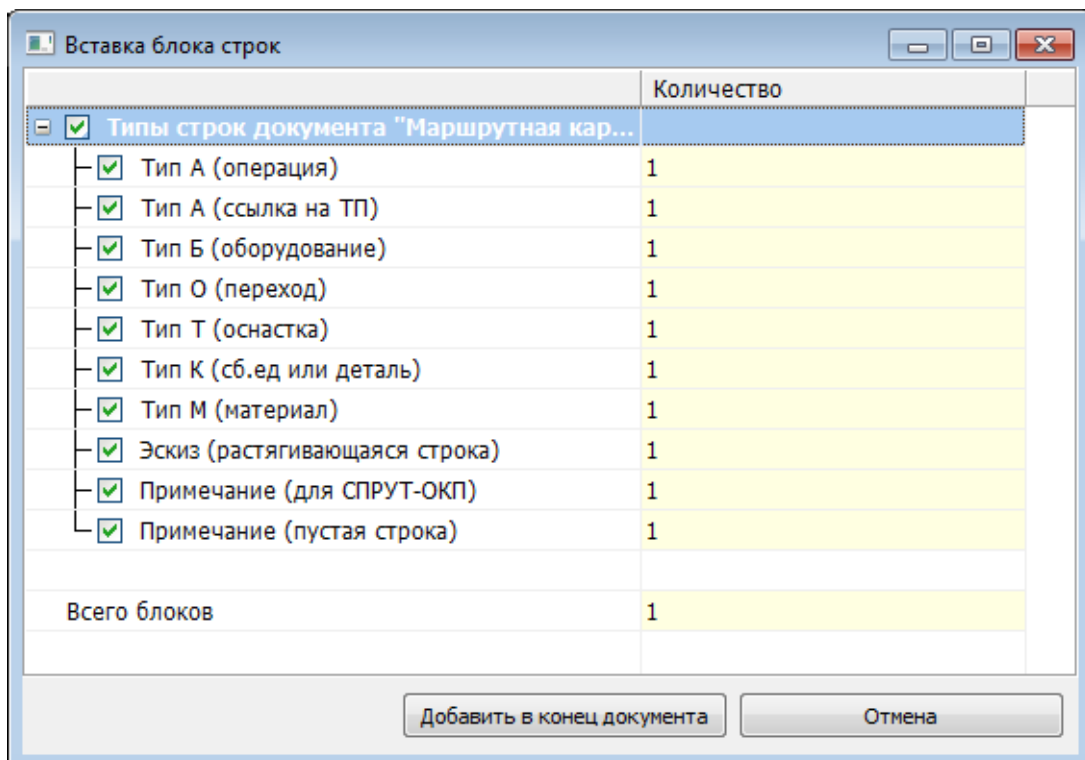 Вставка блока строк
Количество
Типы строк документа "Маршрутная кар...
Тип А (операция) 1
Тип А (ссылка на ТП) 1
Тип Б (оборудование) 1
Тип О (переход) 1
Тип Т (оснастка) 1
Тип К (сб.ед или деталь) 1
Тип М (материал) 1
Эскиз (растягивающаяся строка) 1
Примечание (для СПРУТ-ОКП) 1
Примечание (пустая строка) 1
Всего блоков 1
Добавить в конец документа Отмена